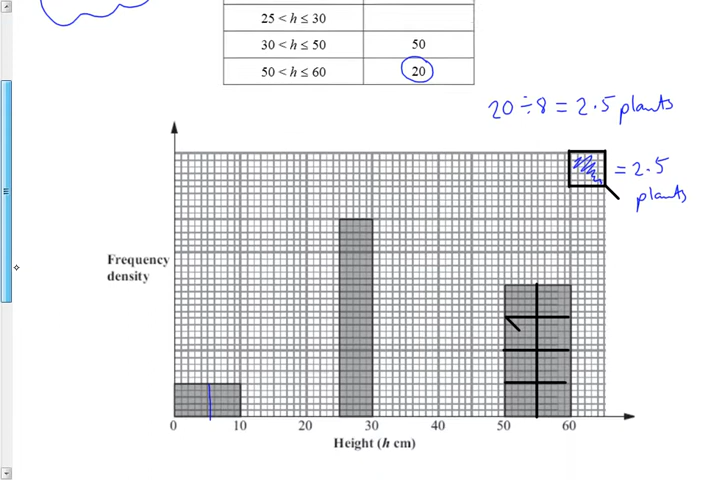 25 < h ≤ 30
30 < h ≤ 50 50
50 < h ≤ 60 20
20 ÷ 8 = 2.5 plants
= 2.5
plants
Frequency
density
0 10 20 30 40 50 60
Height (h cm)